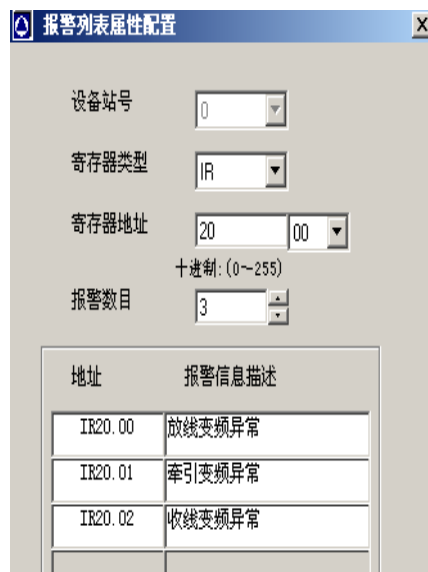 报警列表属性配置
设备站号 0
寄存器类型 IR
寄存器地址 20 00
十进制:(0--255)
报警数目 3
地址 报警信息描述
IR20.00 放线变频异常
IR20.01 牵引变频异常
IR20.02 收线变频异常